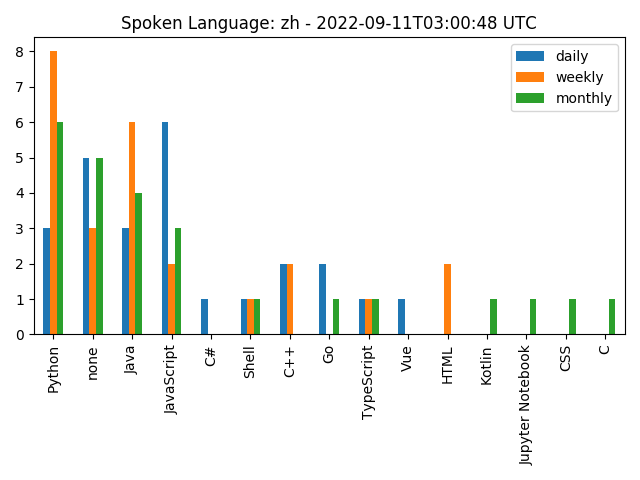 Spoken Language: zh - 2022-09-11T03:00:48 UTC
daily
weekly
monthly
8
7
6
5
4
3
2
1
0
Python
none
Java
JavaScript
C#
Shell
C++
Go
TypeScript
Vue
HTML
Kotlin
Jupyter Notebook
CSS
C